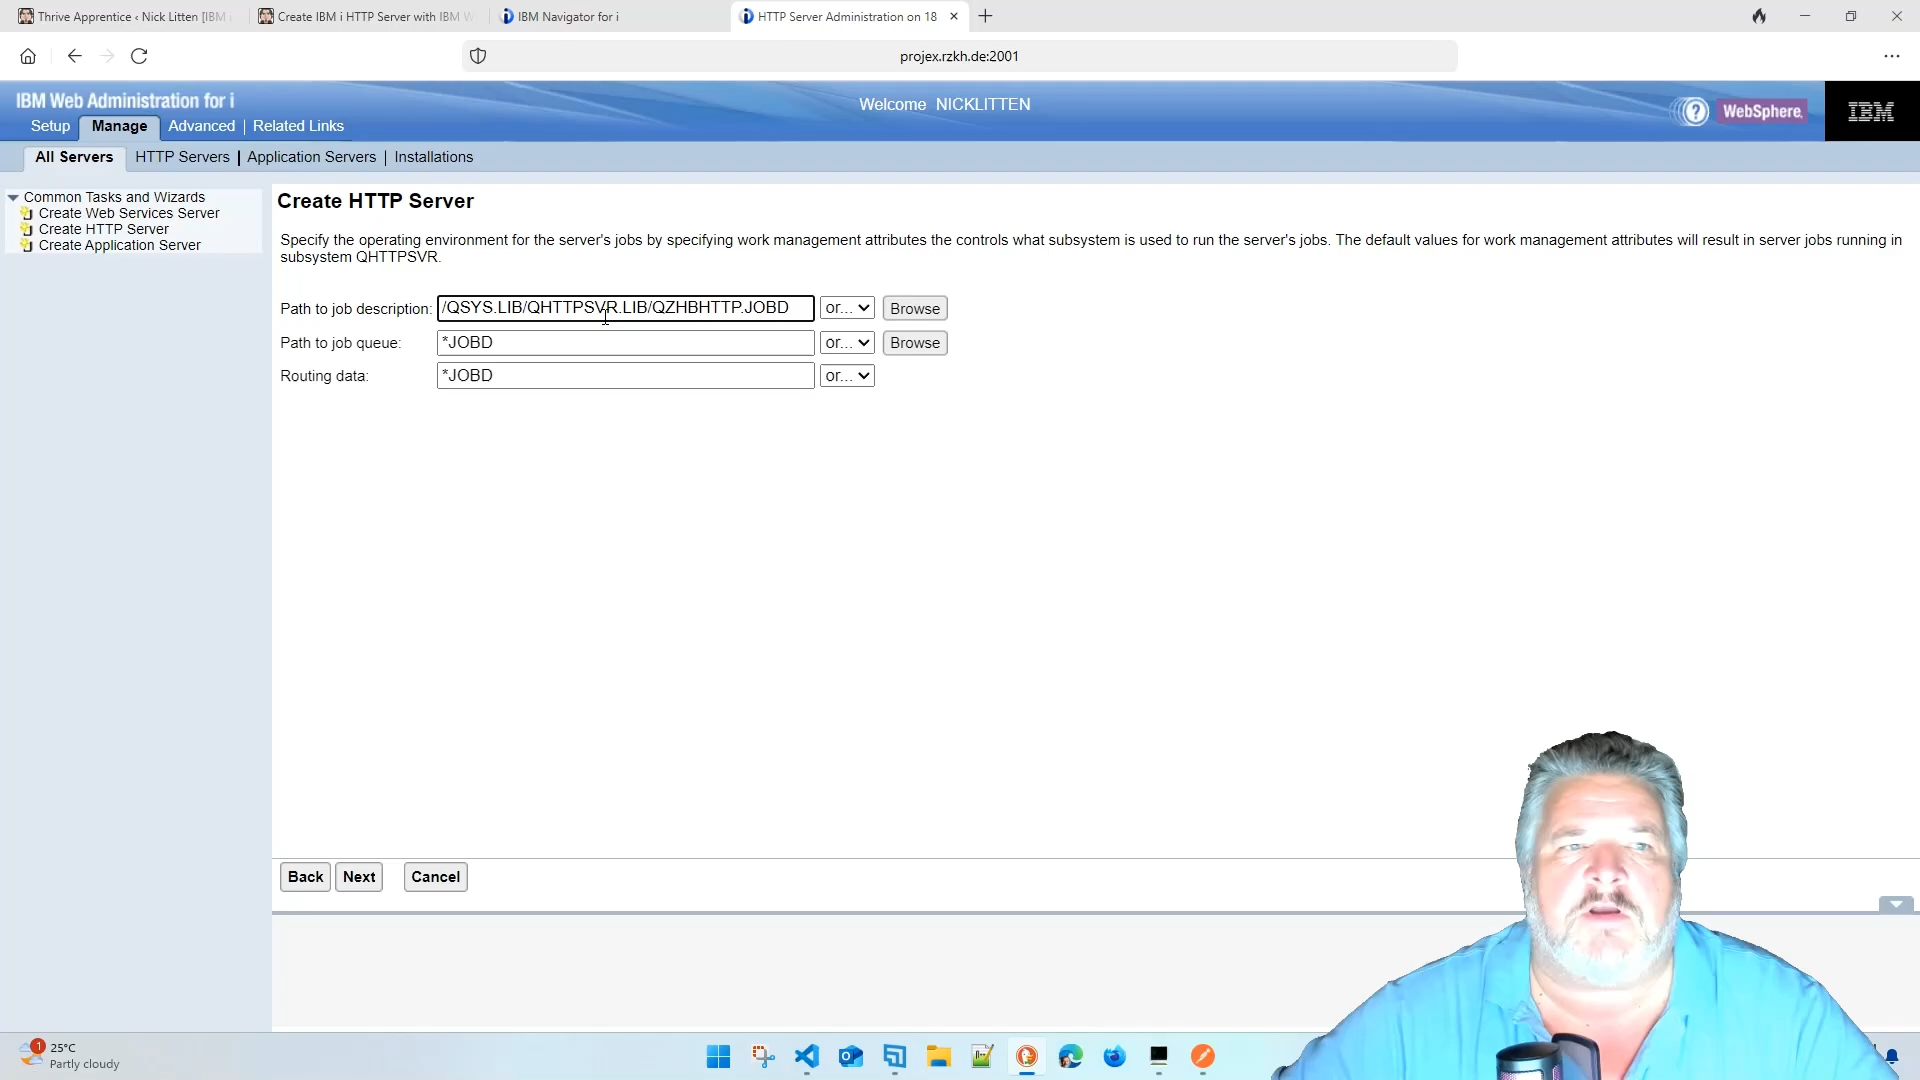 Thrive Apprentice ‹ Nick Litten [IBM i
Create IBM i HTTP Server with IBM W
IBM Navigator for i
HTTP Server Administration on 18
projex.rzkh.de:2001
IBM Web Administration for i
Welcome NICKLITTEN
WebSphere.
IBM
Setup
Manage
Advanced
Related Links
All Servers
HTTP Servers
Application Servers
Installations
Common Tasks and Wizards
Create Web Services Server
Create HTTP Server
Create Application Server
Create HTTP Server
Specify the operating environment for the server's jobs by specifying work management attributes the controls what subsystem is used to run the server's jobs. The default values for work management attributes will result in server jobs running in
subsystem QHTTPSVR.
Path to job description: /QSYS.LIB/QHTTPSVR.LIB/QZHBHTTP.JOBD or... Browse
Path to job queue: *JOBD or... Browse
Routing data: *JOBD or...
Back Next Cancel
1
25°C
Partly cloudy